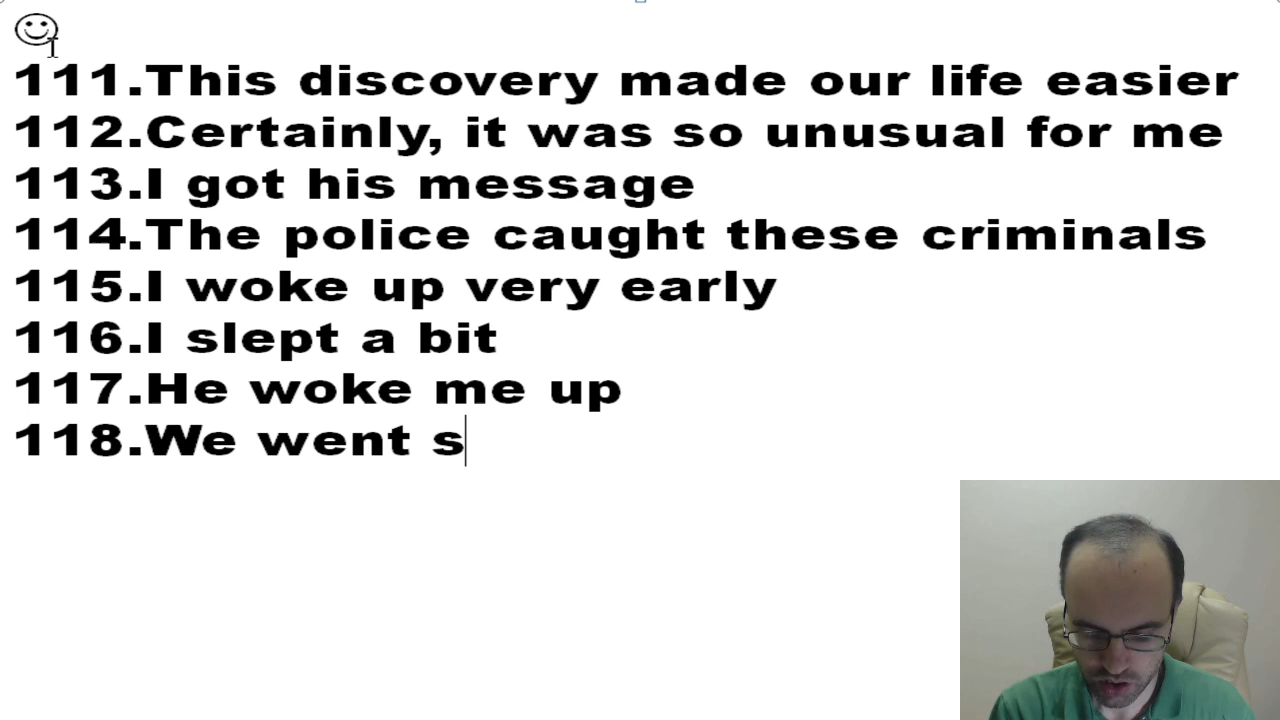 111.This discovery made our life easier
112.Certainly, it was so unusual for me
113.I got his message
114.The police caught these criminals
115.I woke up very early
116.I slept a bit
117.He woke me up
118.We went s